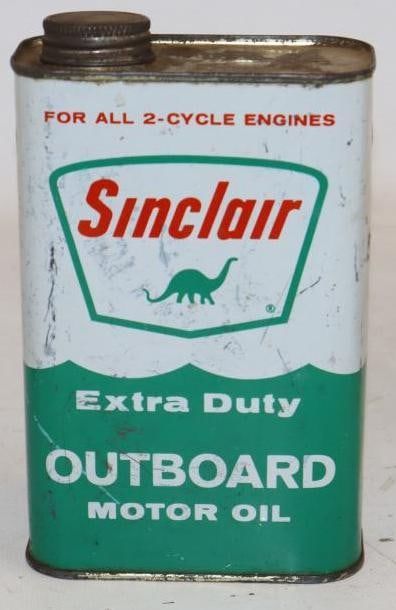 FOR ALL 2-CYCLE ENGINES
Sinclair
®
Extra Duty
OUTBOARD
MOTOR OIL